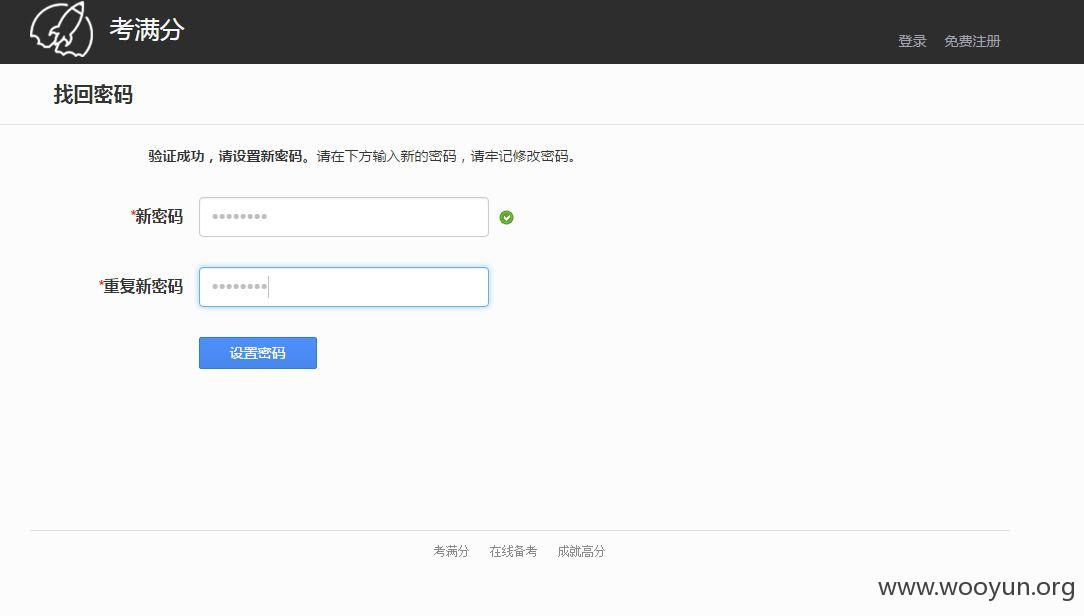 考满分
登录 免费注册
找回密码
验证成功，请设置新密码。请在下方输入新的密码，请牢记修改密码。
*新密码 ••••••••
*重复新密码 ••••••••
设置密码
考满分 在线备考 成就高分
www.wooyun.org